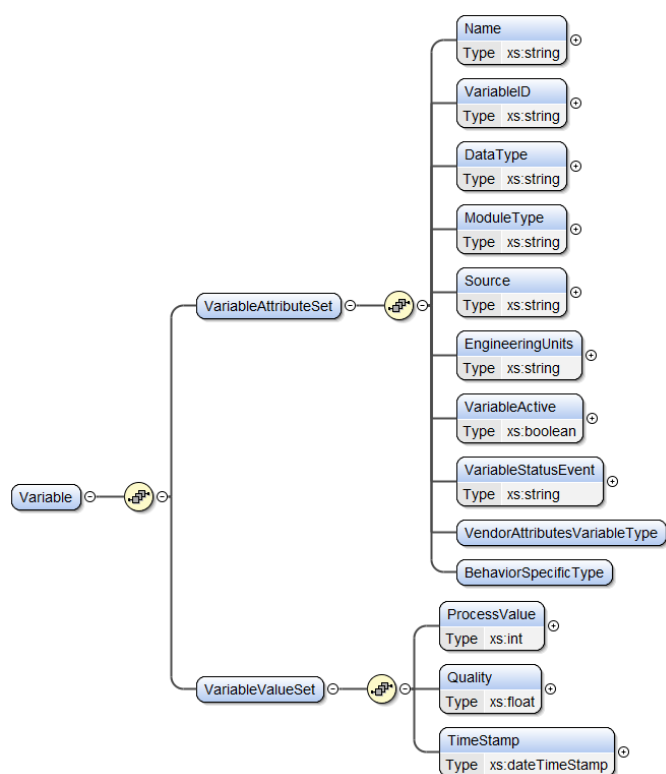 Name
Type xs:string
VariableID
Type xs:string
DataType
Type xs:string
ModuleType
Type xs:string
Source
Type xs:string
VariableAttributeSet
EngineeringUnits
Type xs:string
VariableActive
Type xs:boolean
VariableStatusEvent
Type xs:string
Variable
VendorAttributesVariableType
BehaviorSpecificType
ProcessValue
Type xs:int
VariableValueSet
Quality
Type xs:float
TimeStamp
Type xs:dateTimeStamp